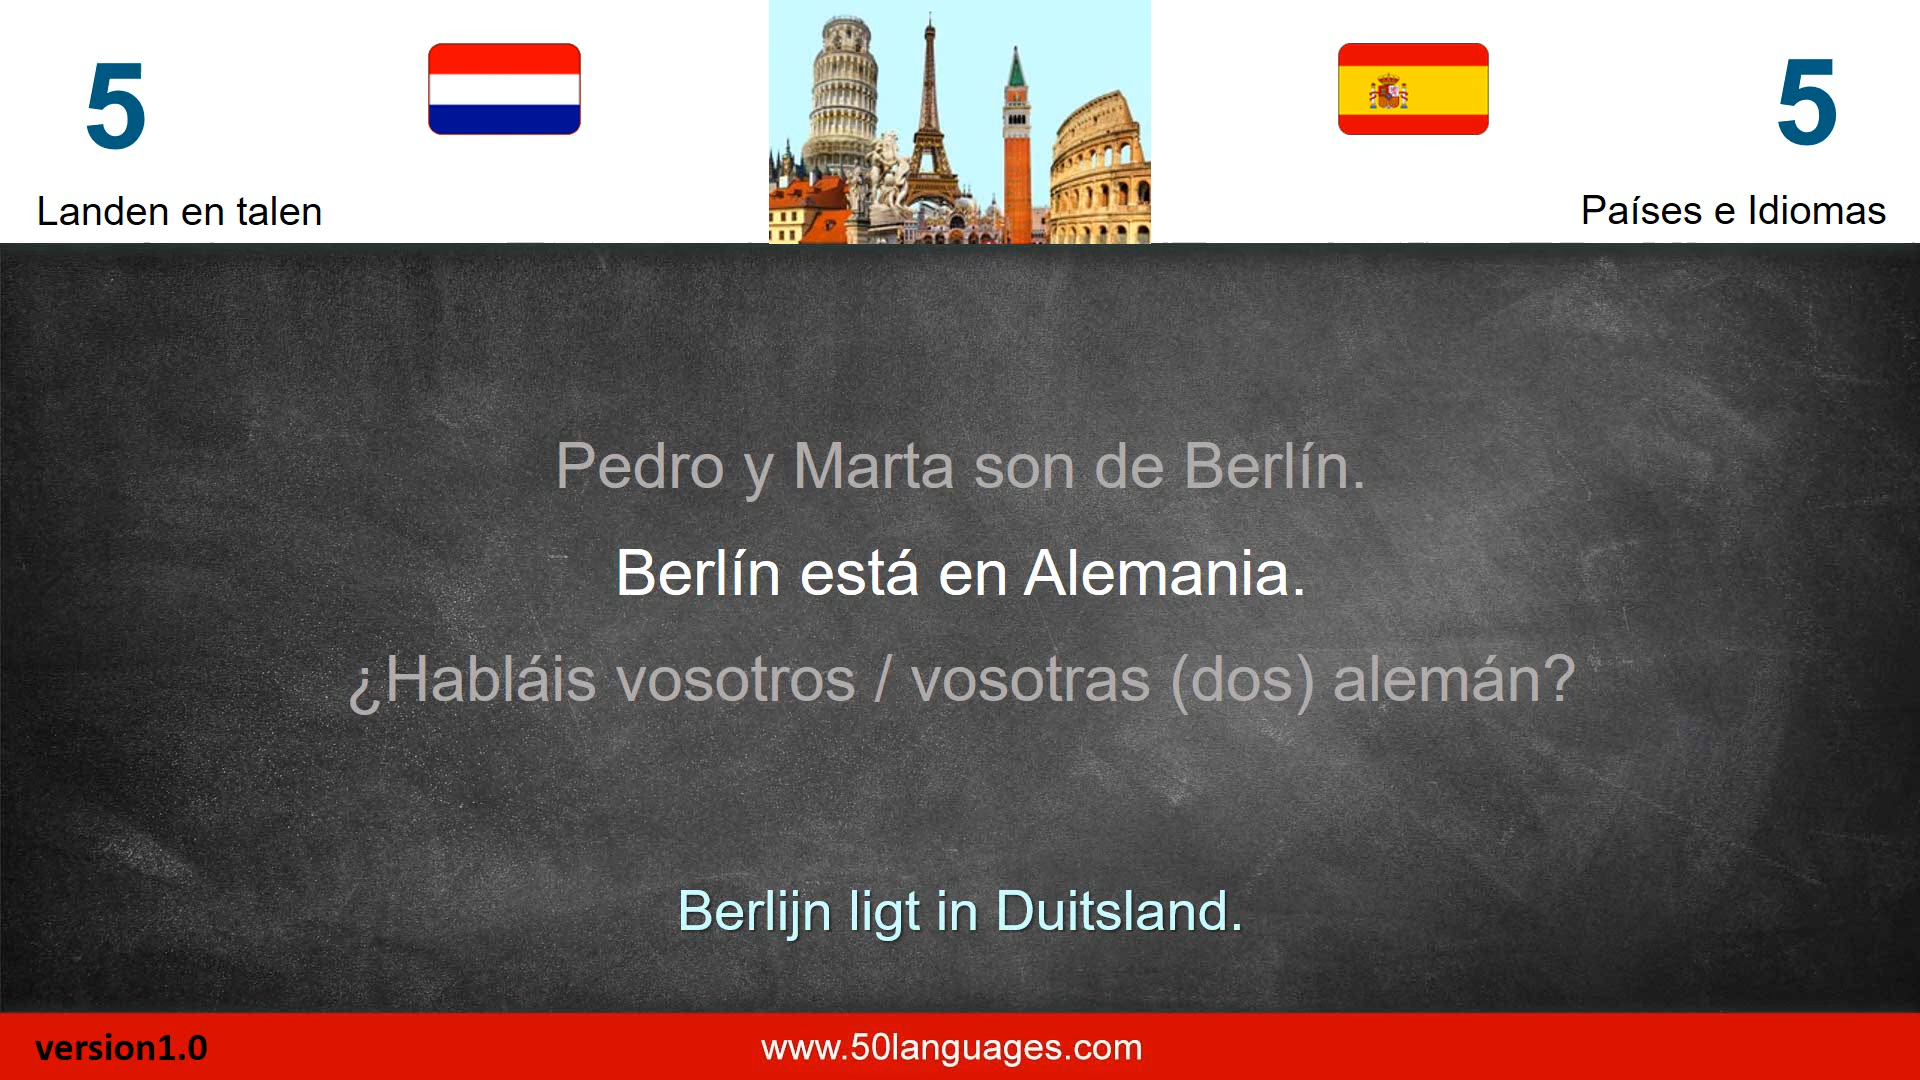 5
5
Landen en talen
Países e Idiomas
Pedro y Marta son de Berlín.
Berlín está en Alemania.
¿Habláis vosotros / vosotras (dos) alemán?
Berlijn ligt in Duitsland.
version1.0
www.50languages.com